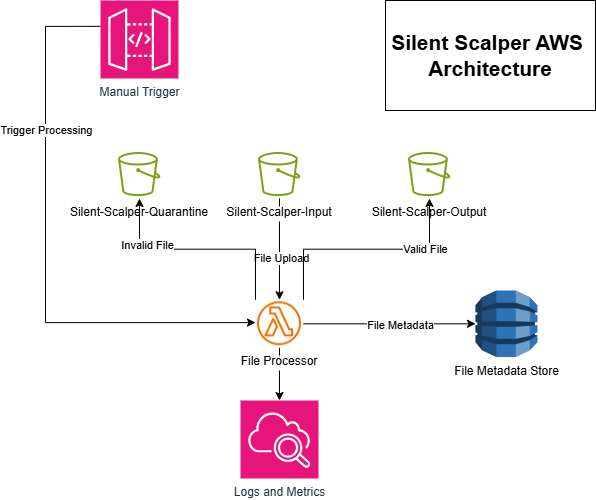 Silent Scalper AWS
Architecture
Manual Trigger
Trigger Processing
Silent-Scalper-Quarantine
Silent-Scalper-Input
Silent-Scalper-Output
Invalid File
File Upload
Valid File
File Metadata
File Processor
File Metadata Store
Logs and Metrics